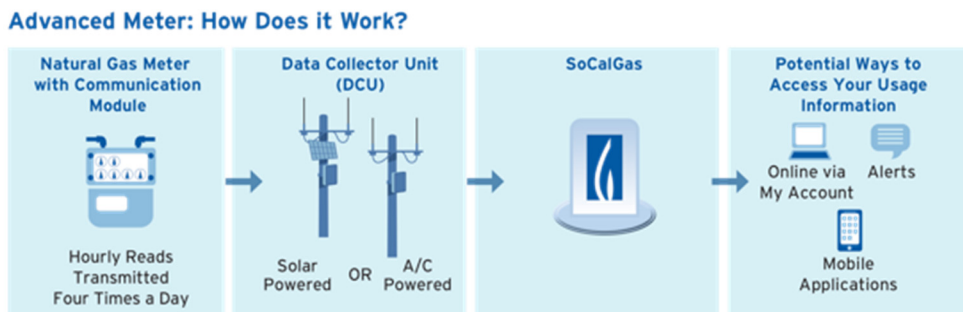 Advanced Meter: How Does it Work?
Natural Gas Meter
with Communication
Module
Hourly Reads
Transmitted
Four Times a Day
Data Collector Unit
(DCU)
Solar
Powered
OR
A/C
Powered
SoCalGas
Potential Ways to
Access Your Usage
Information
Online via
My Account
Alerts
Mobile
Applications